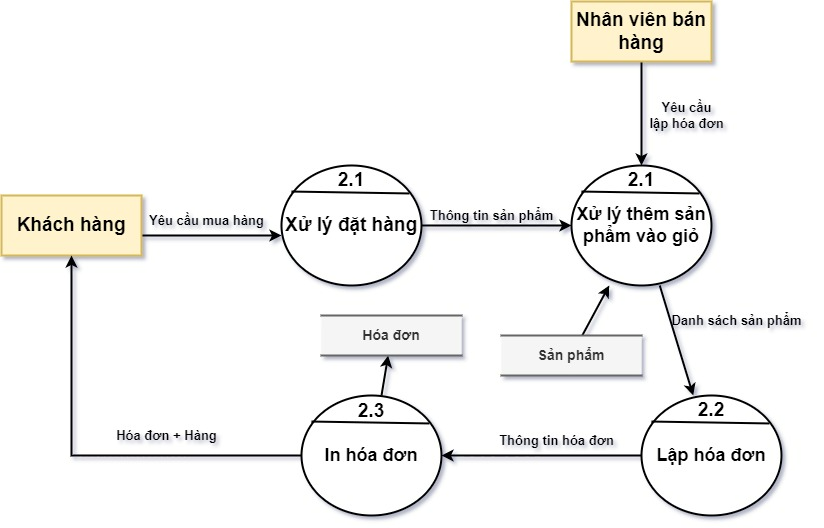 Nhân viên bán
hàng
Yêu cầu
lập hóa đơn
2.1
Xử lý đặt hàng
2.1
Xử lý thêm sản
phẩm vào giỏ
Khách hàng
Yêu cầu mua hàng
Thông tin sản phẩm
Hóa đơn
Sản phẩm
Danh sách sản phẩm
2.3
In hóa đơn
2.2
Lập hóa đơn
Hóa đơn + Hàng
Thông tin hóa đơn